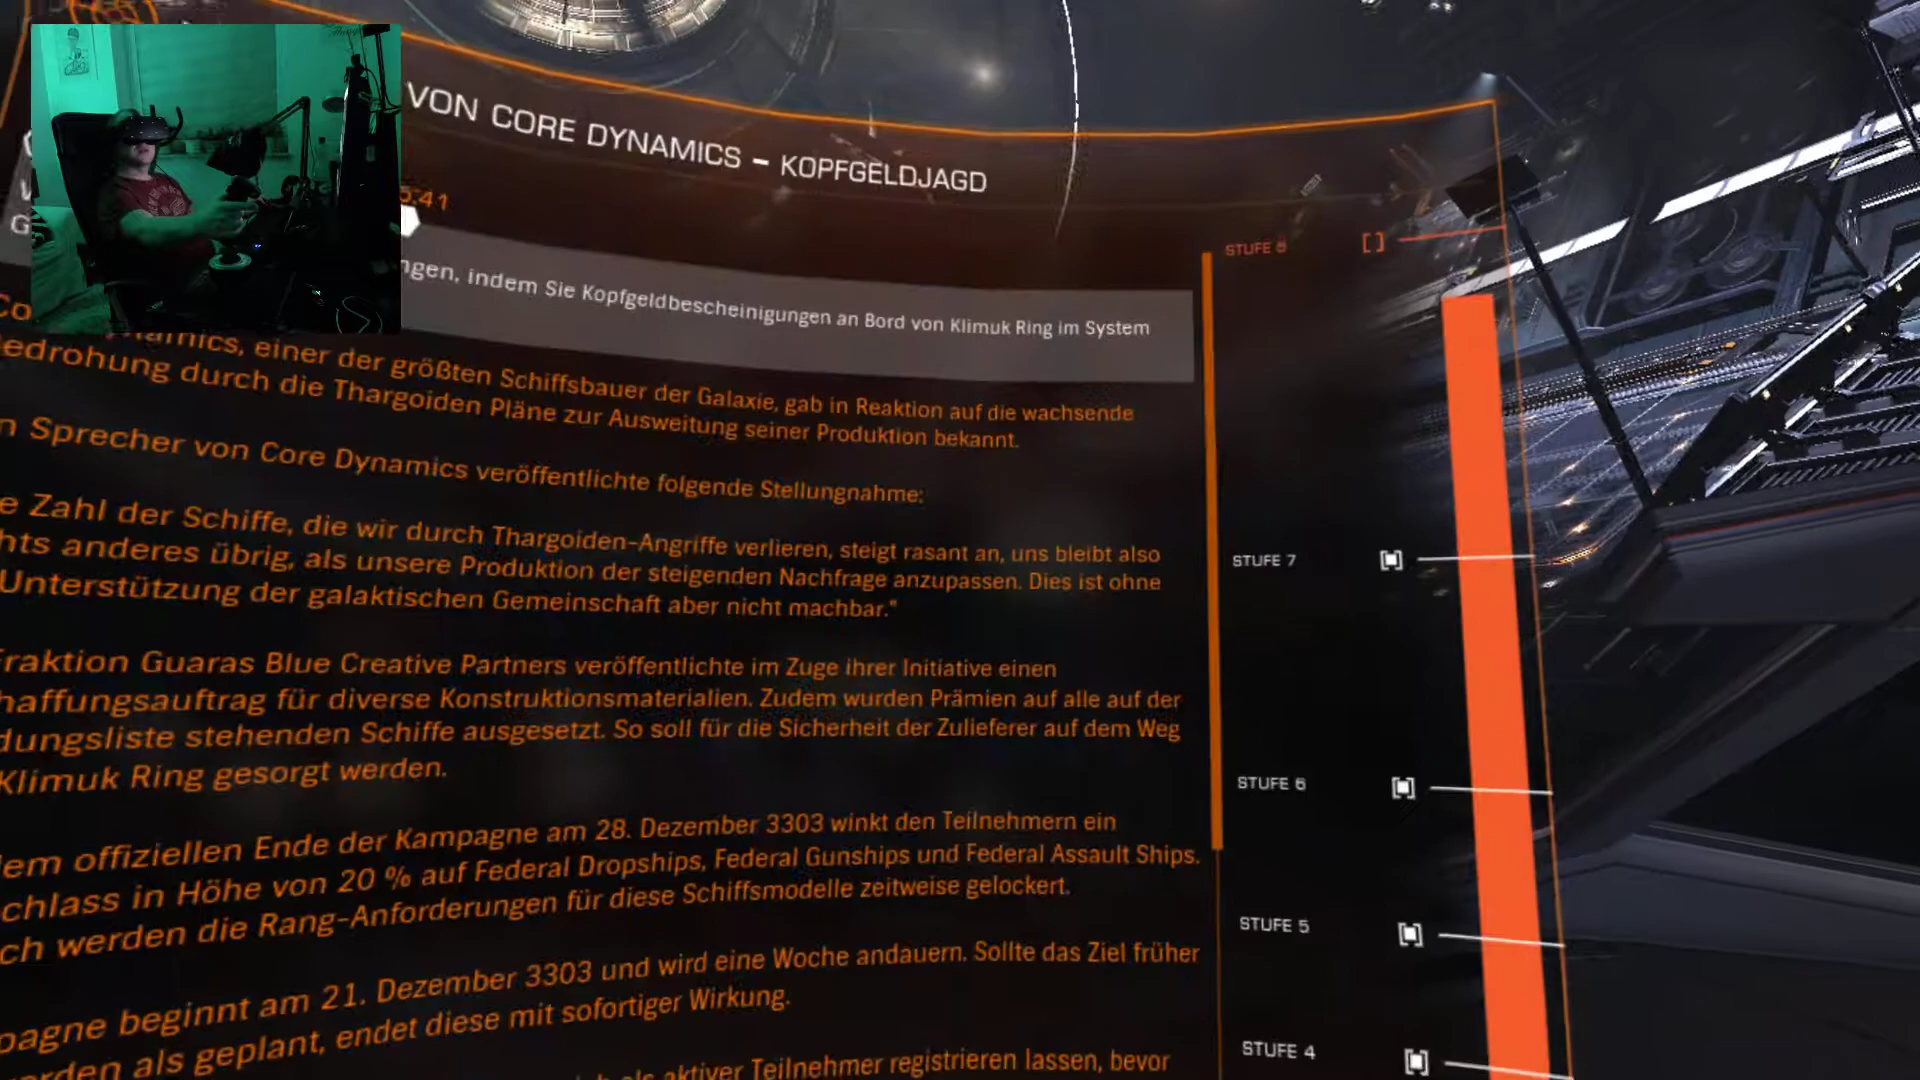 VON CORE DYNAMICS – KOPFGELDJAGD
5:41
ngen, indem Sie Kopfgeldbescheinigungen an Bord von Klimuk Ring im System
G
Co
namics, einer der größten Schiffsbauer der Galaxie, gab in Reaktion auf die wachsende
edrohung durch die Thargoiden Pläne zur Ausweitung seiner Produktion bekannt.
n Sprecher von Core Dynamics veröffentlichte folgende Stellungnahme:
e Zahl der Schiffe, die wir durch Thargoiden-Angriffe verlieren, steigt rasant an, uns bleibt also
hts anderes übrig, als unsere Produktion der steigenden Nachfrage anzupassen. Dies ist ohne
Unterstützung der galaktischen Gemeinschaft aber nicht machbar."
Fraktion Guaras Blue Creative Partners veröffentlichte im Zuge ihrer Initiative einen
haffungsauftrag für diverse Konstruktionsmaterialien. Zudem wurden Prämien auf alle auf der
dungsliste stehenden Schiffe ausgesetzt. So soll für die Sicherheit der Zulieferer auf dem Weg
Klimuk Ring gesorgt werden.
em offiziellen Ende der Kampagne am 28. Dezember 3303 winkt den Teilnehmern ein
chlass in Höhe von 20 % auf Federal Dropships, Federal Gunships und Federal Assault Ships.
ch werden die Rang-Anforderungen für diese Schiffsmodelle zeitweise gelockert.
pagne beginnt am 21. Dezember 3303 und wird eine Woche andauern. Sollte das Ziel früher
erden als geplant, endet diese mit sofortiger Wirkung.
als aktiver Teilnehmer registrieren lassen, bevor
STUFE 8
STUFE 7
STUFE 6
STUFE 5
STUFE 4